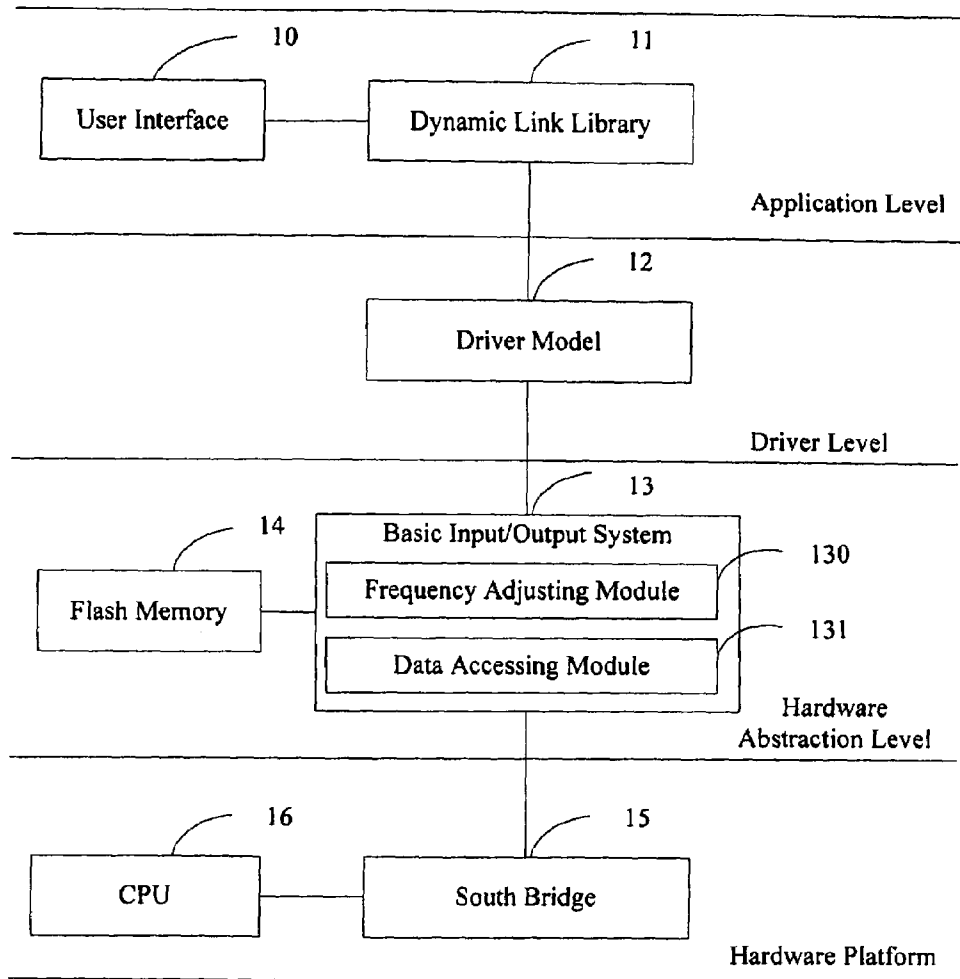 10
11
User Interface
Dynamic Link Library
Application Level
12
Driver Model
Driver Level
13
14
Basic Input/Output System
130
Frequency Adjusting Module
Flash Memory
131
Data Accessing Module
Hardware
Abstraction Level
16
15
CPU
South Bridge
Hardware Platform